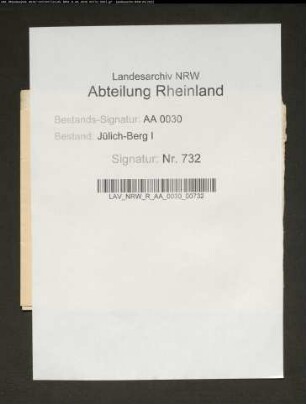 Landesarchiv NRW
Abteilung Rheinland
Bestands-Signatur: AA 0030
Bestand: Jülich-Berg I
Signatur: Nr. 732
LAV_NRW_R_AA_0030_00732